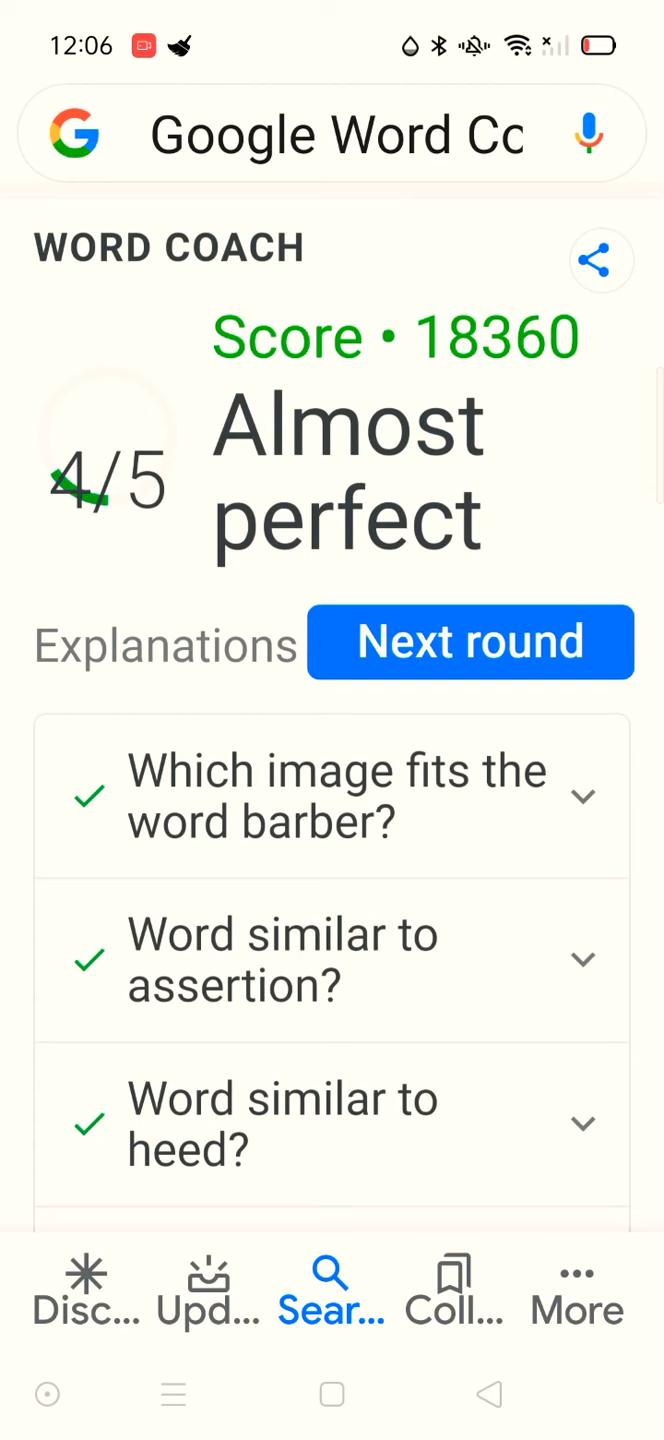 12:06
Google Word Co
WORD COACH
Score • 18360
4/5
Almost
perfect
Explanations
Next round
Which image fits the
word barber?
Word similar to
assertion?
Word similar to
heed?
Disc... Upd... Sear... Coll... More